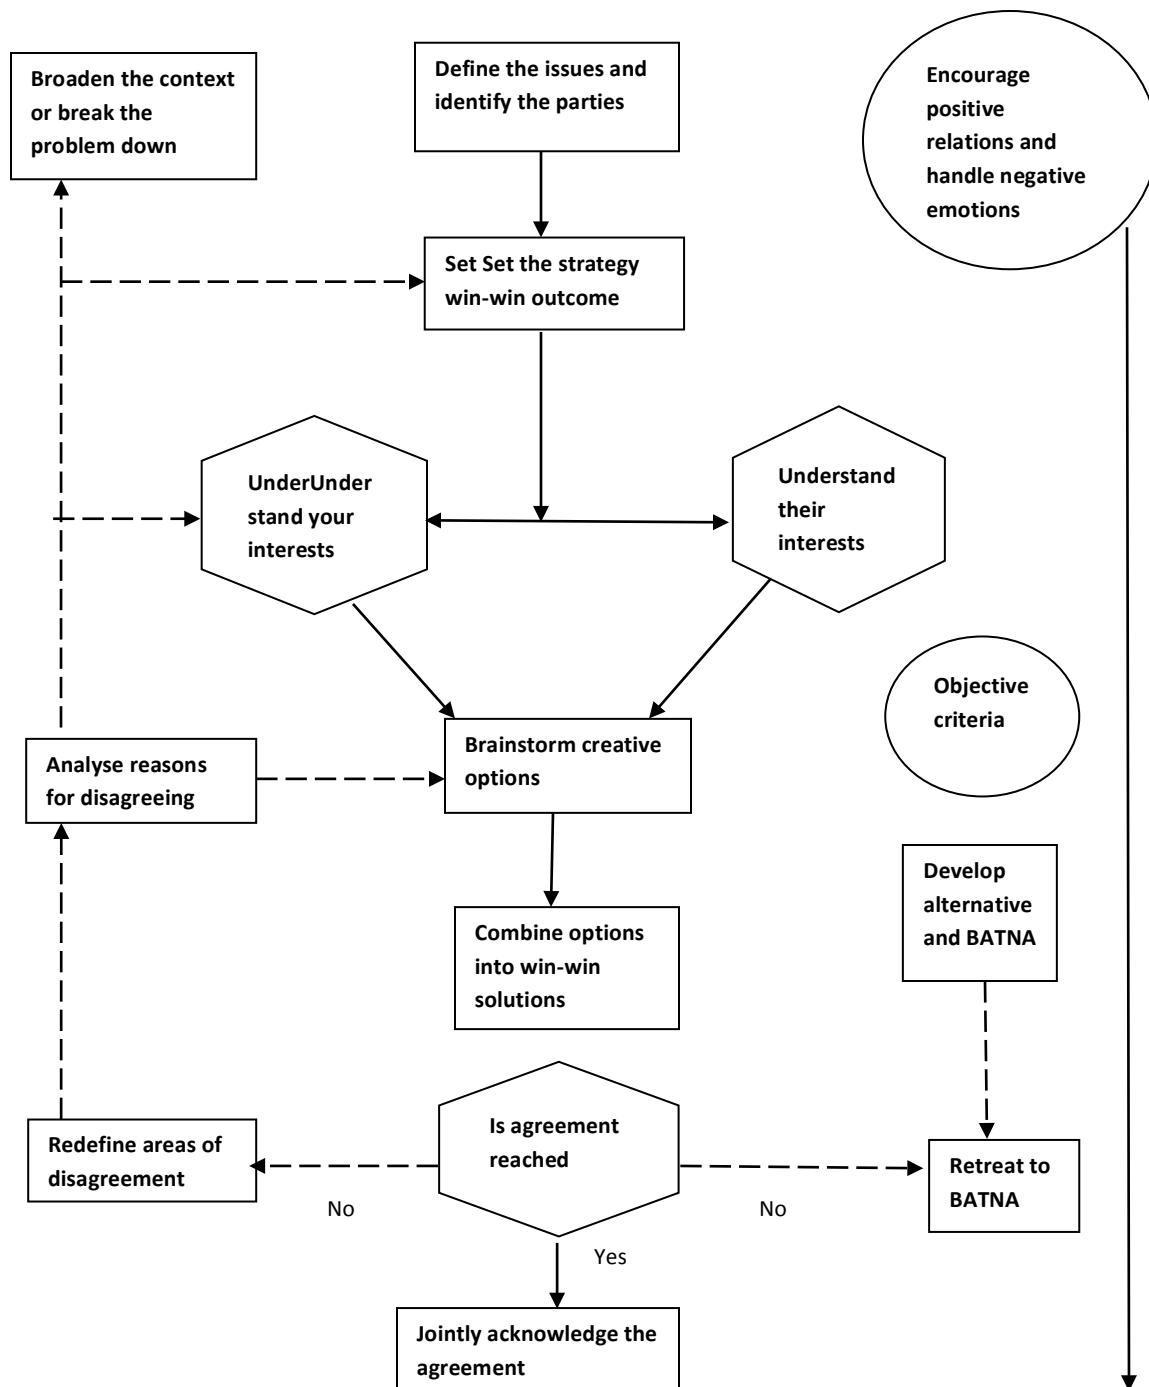 Broaden the context
or break the
problem down
Define the issues and
identify the parties
Encourage
positive
relations and
handle negative
emotions
Set Set the strategy
win-win outcome
UnderUnder
stand your
interests
Understand
their
interests
Objective
criteria
Analyse reasons
for disagreeing
Brainstorm creative
options
Develop
alternative
and BATNA
Combine options
into win-win
solutions
Redefine areas of
disagreement
Is agreement
reached
Retreat to
BATNA
No
No
Yes
Jointly acknowledge the
agreement